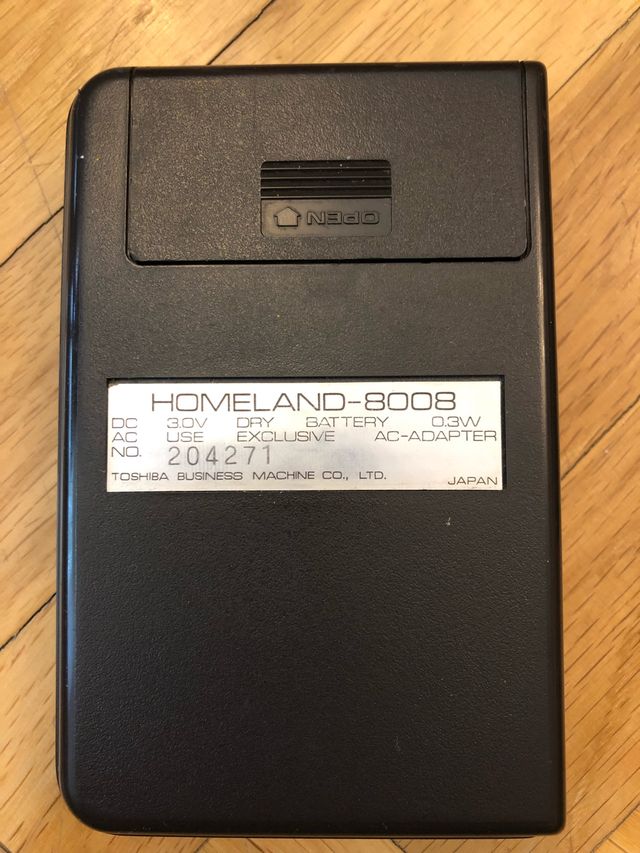 OPEN
HOMELAND-8008
DC 3.0V DRY BATTERY 0.3W
AC USE EXCLUSIVE AC-ADAPTER
NO. 204271
TOSHIBA BUSINESS MACHINE CO., LTD. JAPAN